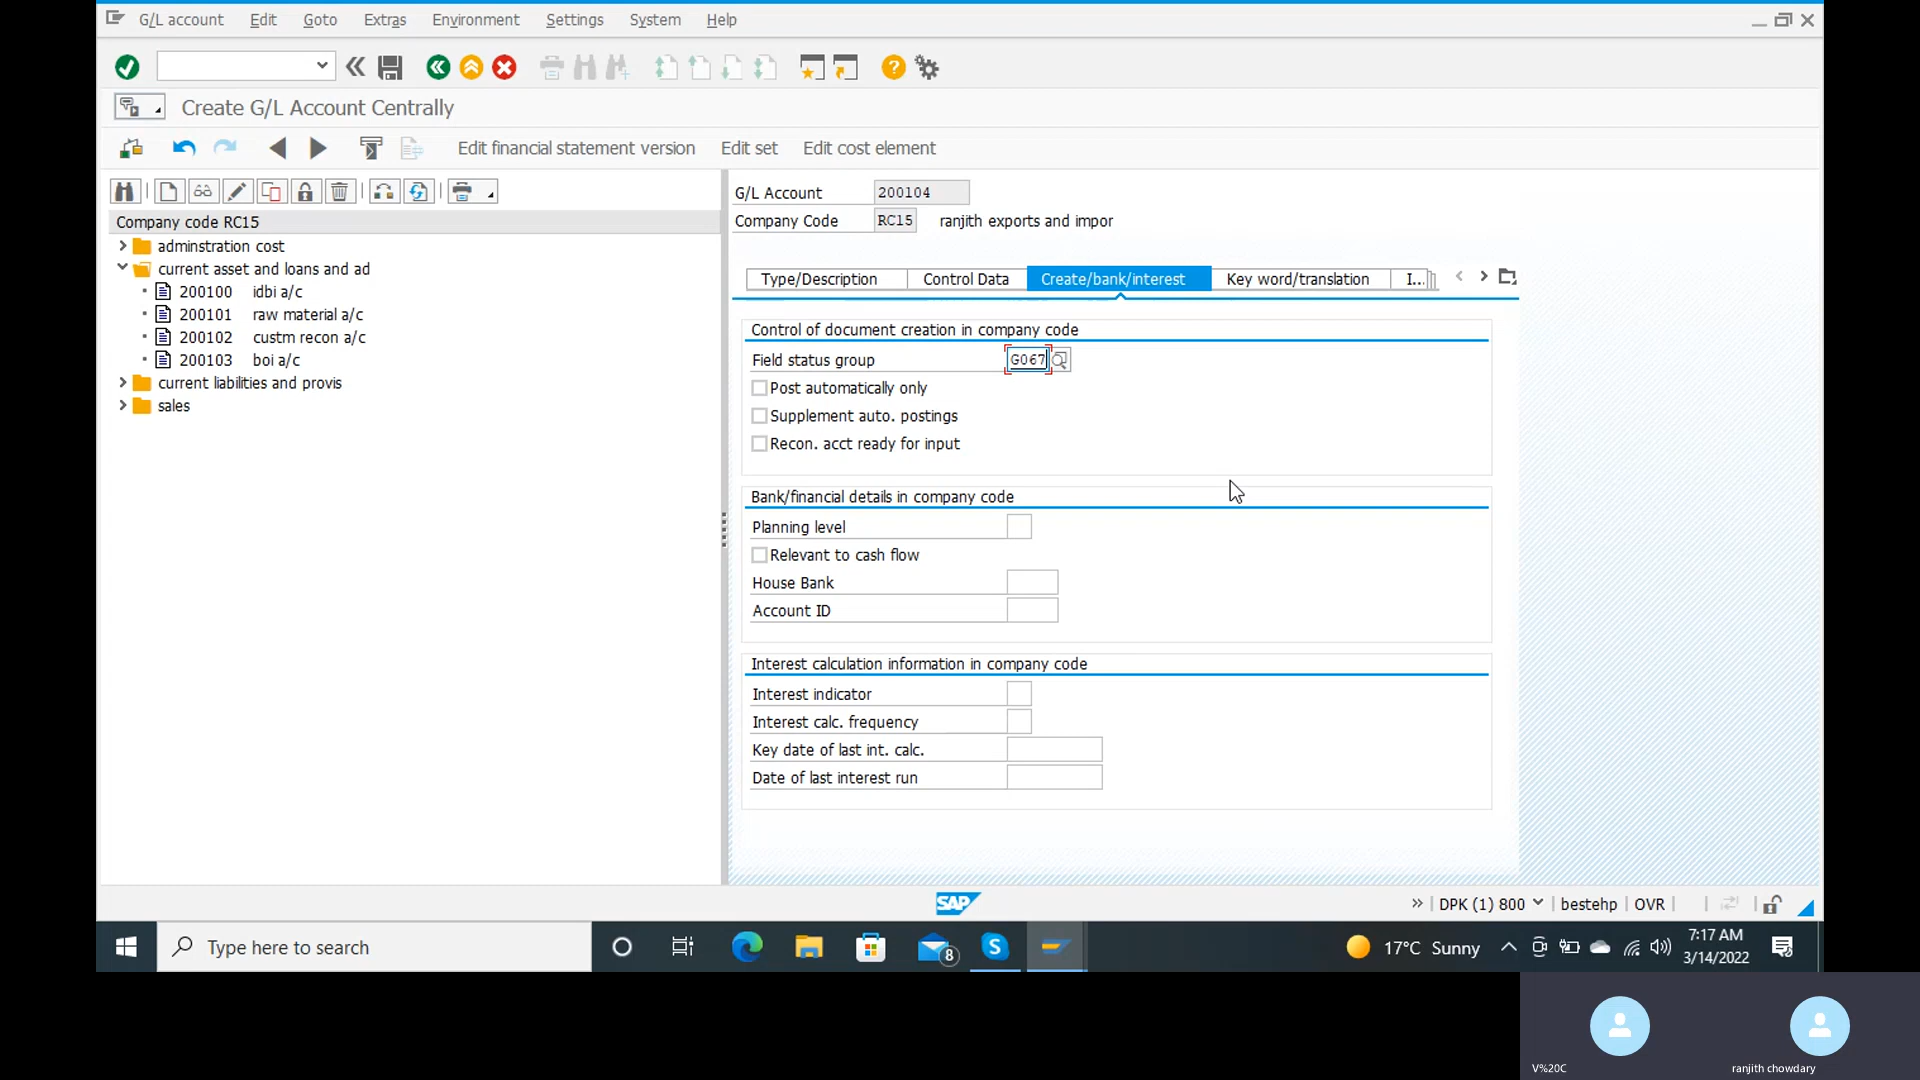 G/L account Edit Goto Extras Environment Settings System Help
Create G/L Account Centrally
Edit financial statement version Edit set Edit cost element
Company code RC15
adminstration cost
current asset and loans and ad
200100 idbi a/c
200101 raw material a/c
200102 custm recon a/c
200103 boi a/c
current liabilities and provis
sales
G/L Account 200104
Company Code RC15 ranjith exports and impor
Type/Description Control Data Create/bank/interest Key word/translation I...
Control of document creation in company code
Field status group G067
Post automatically only
Supplement auto. postings
Recon. acct ready for input
Bank/financial details in company code
Planning level
Relevant to cash flow
House Bank
Account ID
Interest calculation information in company code
Interest indicator
Interest calc. frequency
Key date of last int. calc.
Date of last interest run
SAP
DPK (1) 800 bestehp OVR
Type here to search
8
17°C Sunny
7:17 AM
3/14/2022
V%20C
ranjith chowdary